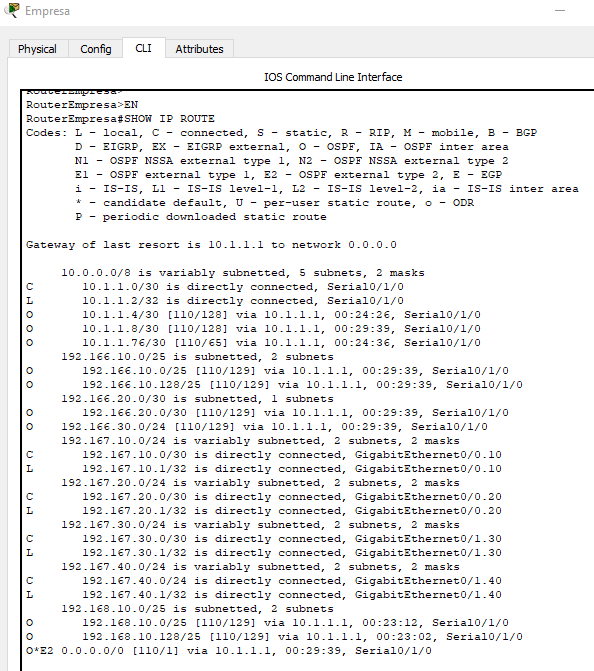 Empresa
Physical Config CLI Attributes
IOS Command Line Interface
RouterEmpresa>
RouterEmpresa>EN
RouterEmpresa#SHOW IP ROUTE
Codes: L - local, C - connected, S - static, R - RIP, M - mobile, B - BGP
D - EIGRP, EX - EIGRP external, O - OSPF, IA - OSPF inter area
N1 - OSPF NSSA external type 1, N2 - OSPF NSSA external type 2
E1 - OSPF external type 1, E2 - OSPF external type 2, E - EGP
i - IS-IS, L1 - IS-IS level-1, L2 - IS-IS level-2, ia - IS-IS inter area
* - candidate default, U - per-user static route, o - ODR
P - periodic downloaded static route
Gateway of last resort is 10.1.1.1 to network 0.0.0.0
10.0.0.0/8 is variably subnetted, 5 subnets, 2 masks
C 10.1.1.0/30 is directly connected, Serial0/1/0
L 10.1.1.2/32 is directly connected, Serial0/1/0
O 10.1.1.4/30 [110/128] via 10.1.1.1, 00:24:26, Serial0/1/0
O 10.1.1.8/30 [110/128] via 10.1.1.1, 00:29:39, Serial0/1/0
O 10.1.1.76/30 [110/65] via 10.1.1.1, 00:24:36, Serial0/1/0
192.166.10.0/25 is subnetted, 2 subnets
O 192.166.10.0/25 [110/129] via 10.1.1.1, 00:29:39, Serial0/1/0
O 192.166.10.128/25 [110/129] via 10.1.1.1, 00:29:39, Serial0/1/0
192.166.20.0/30 is subnetted, 1 subnets
O 192.166.20.0/30 [110/129] via 10.1.1.1, 00:29:39, Serial0/1/0
O 192.166.30.0/24 [110/129] via 10.1.1.1, 00:29:39, Serial0/1/0
192.167.10.0/24 is variably subnetted, 2 subnets, 2 masks
C 192.167.10.0/30 is directly connected, GigabitEthernet0/0.10
L 192.167.10.1/32 is directly connected, GigabitEthernet0/0.10
192.167.20.0/24 is variably subnetted, 2 subnets, 2 masks
C 192.167.20.0/30 is directly connected, GigabitEthernet0/0.20
L 192.167.20.1/32 is directly connected, GigabitEthernet0/0.20
192.167.30.0/24 is variably subnetted, 2 subnets, 2 masks
C 192.167.30.0/30 is directly connected, GigabitEthernet0/1.30
L 192.167.30.1/32 is directly connected, GigabitEthernet0/1.30
192.167.40.0/24 is variably subnetted, 2 subnets, 2 masks
C 192.167.40.0/24 is directly connected, GigabitEthernet0/1.40
L 192.167.40.1/32 is directly connected, GigabitEthernet0/1.40
192.168.10.0/25 is subnetted, 2 subnets
O 192.168.10.0/25 [110/129] via 10.1.1.1, 00:23:12, Serial0/1/0
O 192.168.10.128/25 [110/129] via 10.1.1.1, 00:23:02, Serial0/1/0
O*E2 0.0.0.0/0 [110/1] via 10.1.1.1, 00:29:39, Serial0/1/0